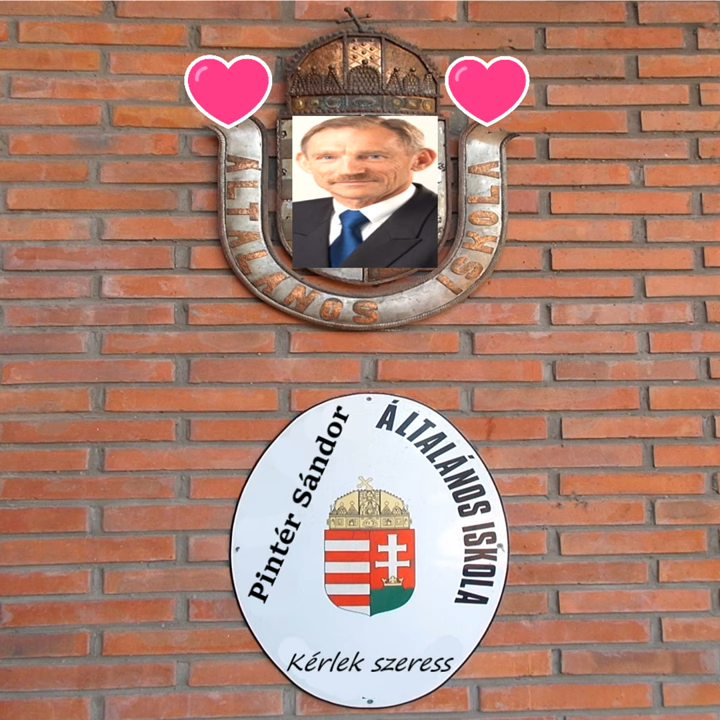 ÁLTALÁNOS ISKOLA
Pintér Sándor
ÁLTALÁNOS ISKOLA
Kérlek szeress